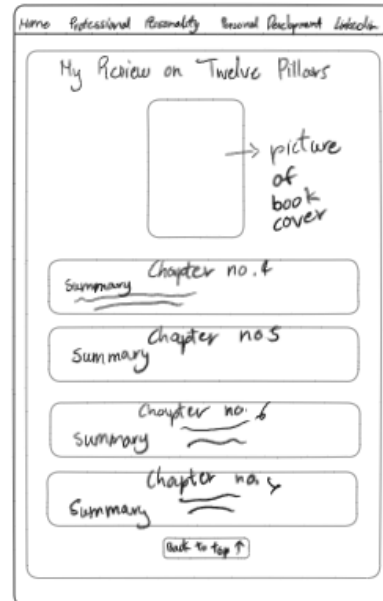 Home Professional Personality Personal Development LinkedIn
My Review on Twelve Pillars
picture
of
book
cover
Chapter no. 4
Summary
Chapter no 5
Summary
Chapter no. 6
Summary
Chapter no.
Summary
Back to top ↑